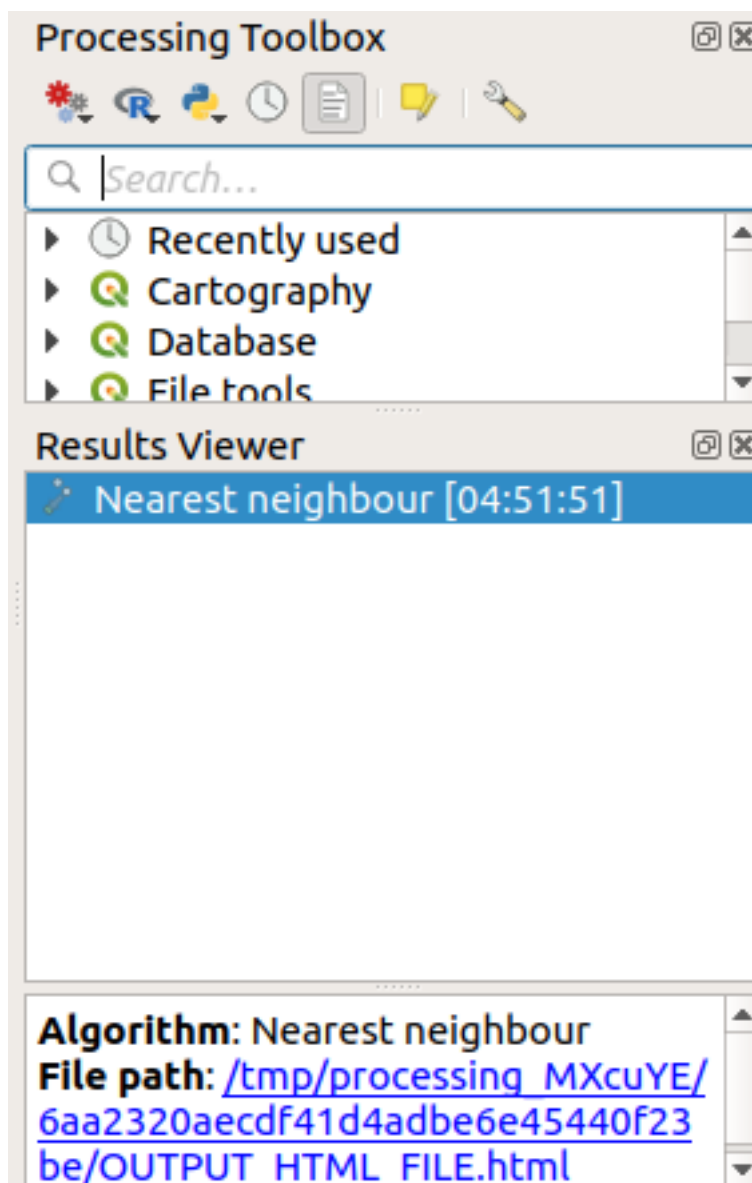 Processing Toolbox
Search...
Recently used
Cartography
Database
File tools
Results Viewer
Nearest neighbour [04:51:51]
Algorithm: Nearest neighbour
File path: /tmp/processing_MXcuYE/
6aa2320aecdf41d4adbe6e45440f23
be/OUTPUT_HTML_FILE.html